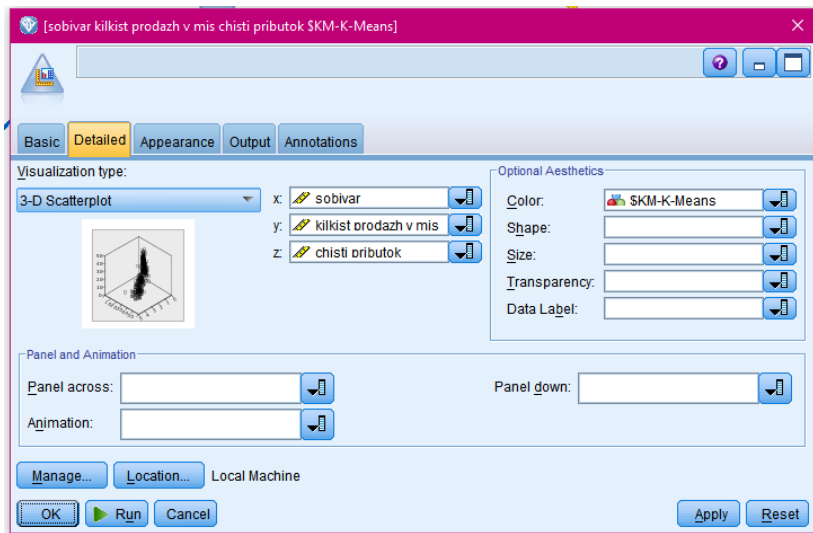 [sobivar kilkist prodazh v mis chisti pributok $KM-K-Means]
Basic Detailed Appearance Output Annotations
Visualization type:
3-D Scatterplot
x: sobivar
y: kilkist prodazh v mis
z: chisti pributok
Optional Aesthetics
Color: $KM-K-Means
Shape:
Size:
Transparency:
Data Label:
Panel and Animation
Panel across:
Panel down:
Animation:
Manage... Location... Local Machine
OK Run Cancel Apply Reset